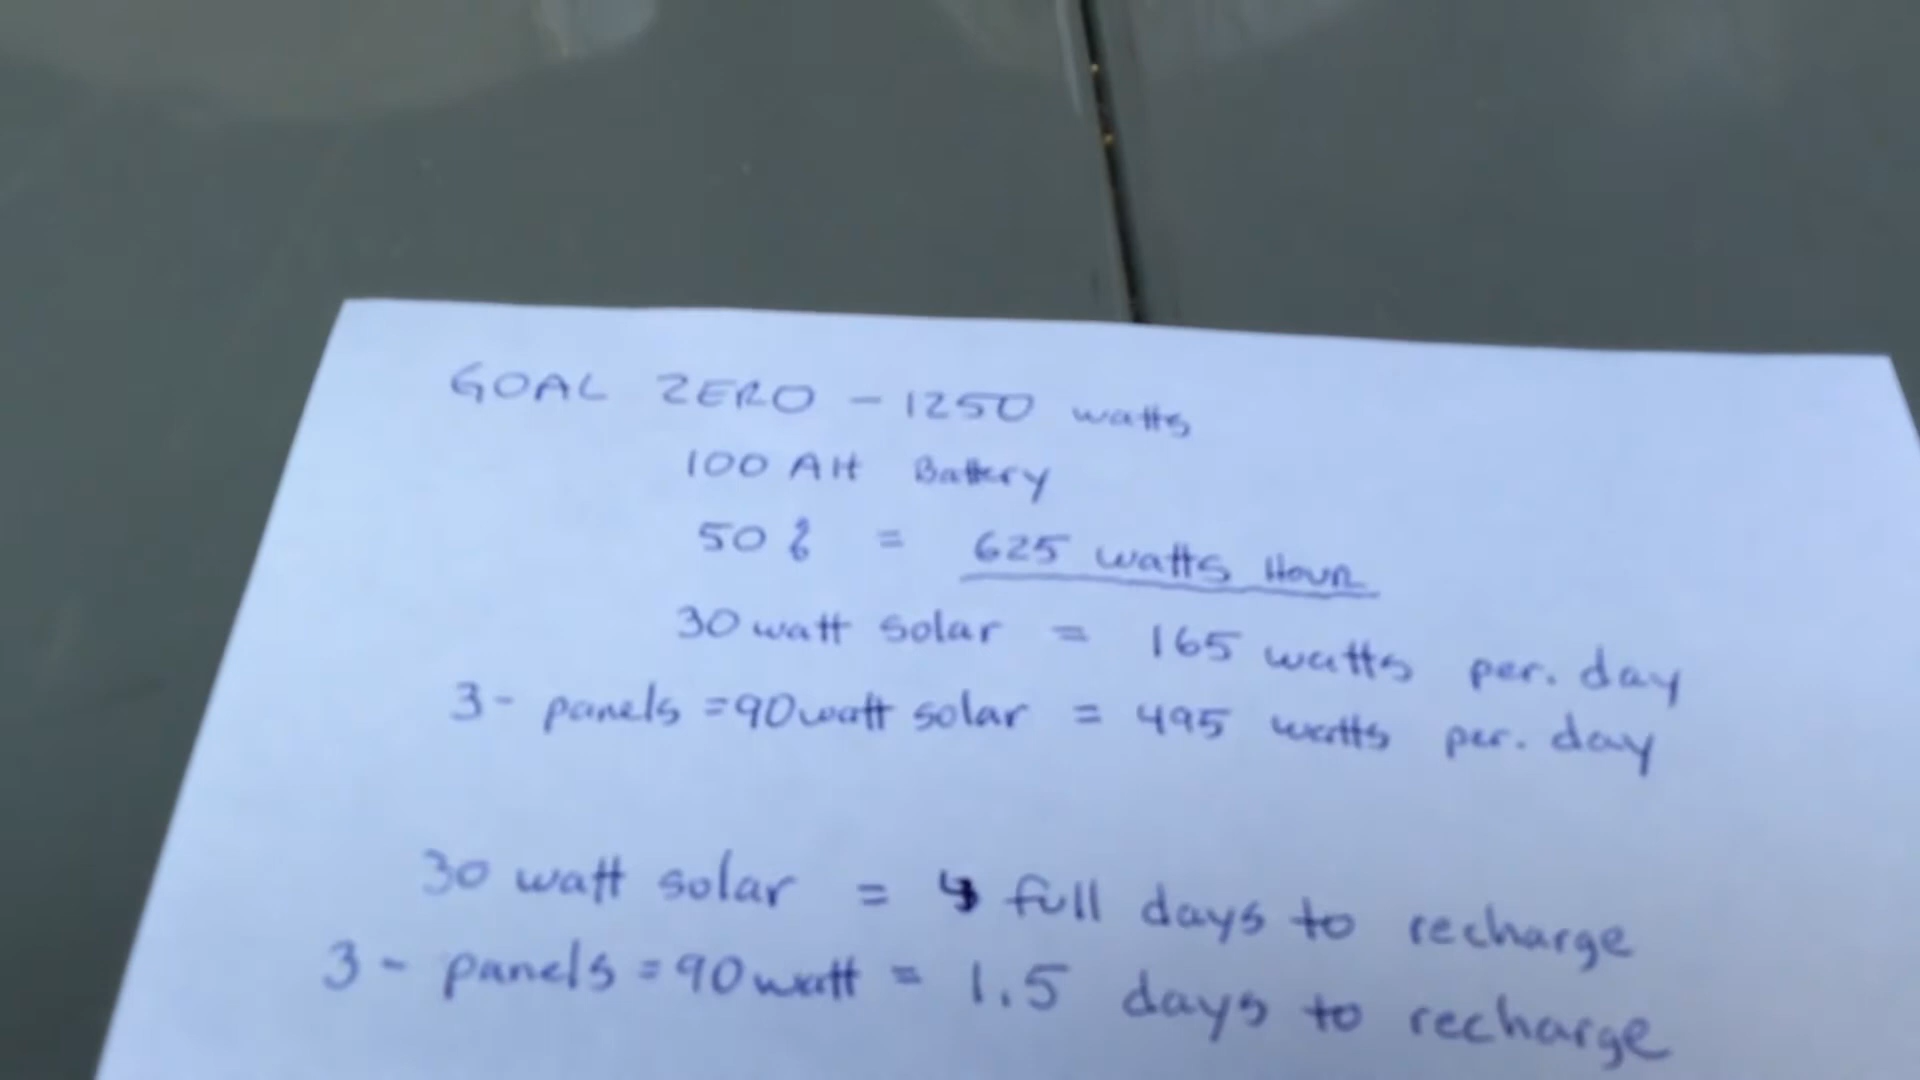 GOAL ZERO - 1250 watts
100 AH Battery
50 % = 625 watts Hour
30 watt solar = 165 watts per. day
3 - panels = 90 watt solar = 495 watts per. day
30 watt solar = 4 full days to recharge
3 - panels = 90 watt = 1.5 days to recharge